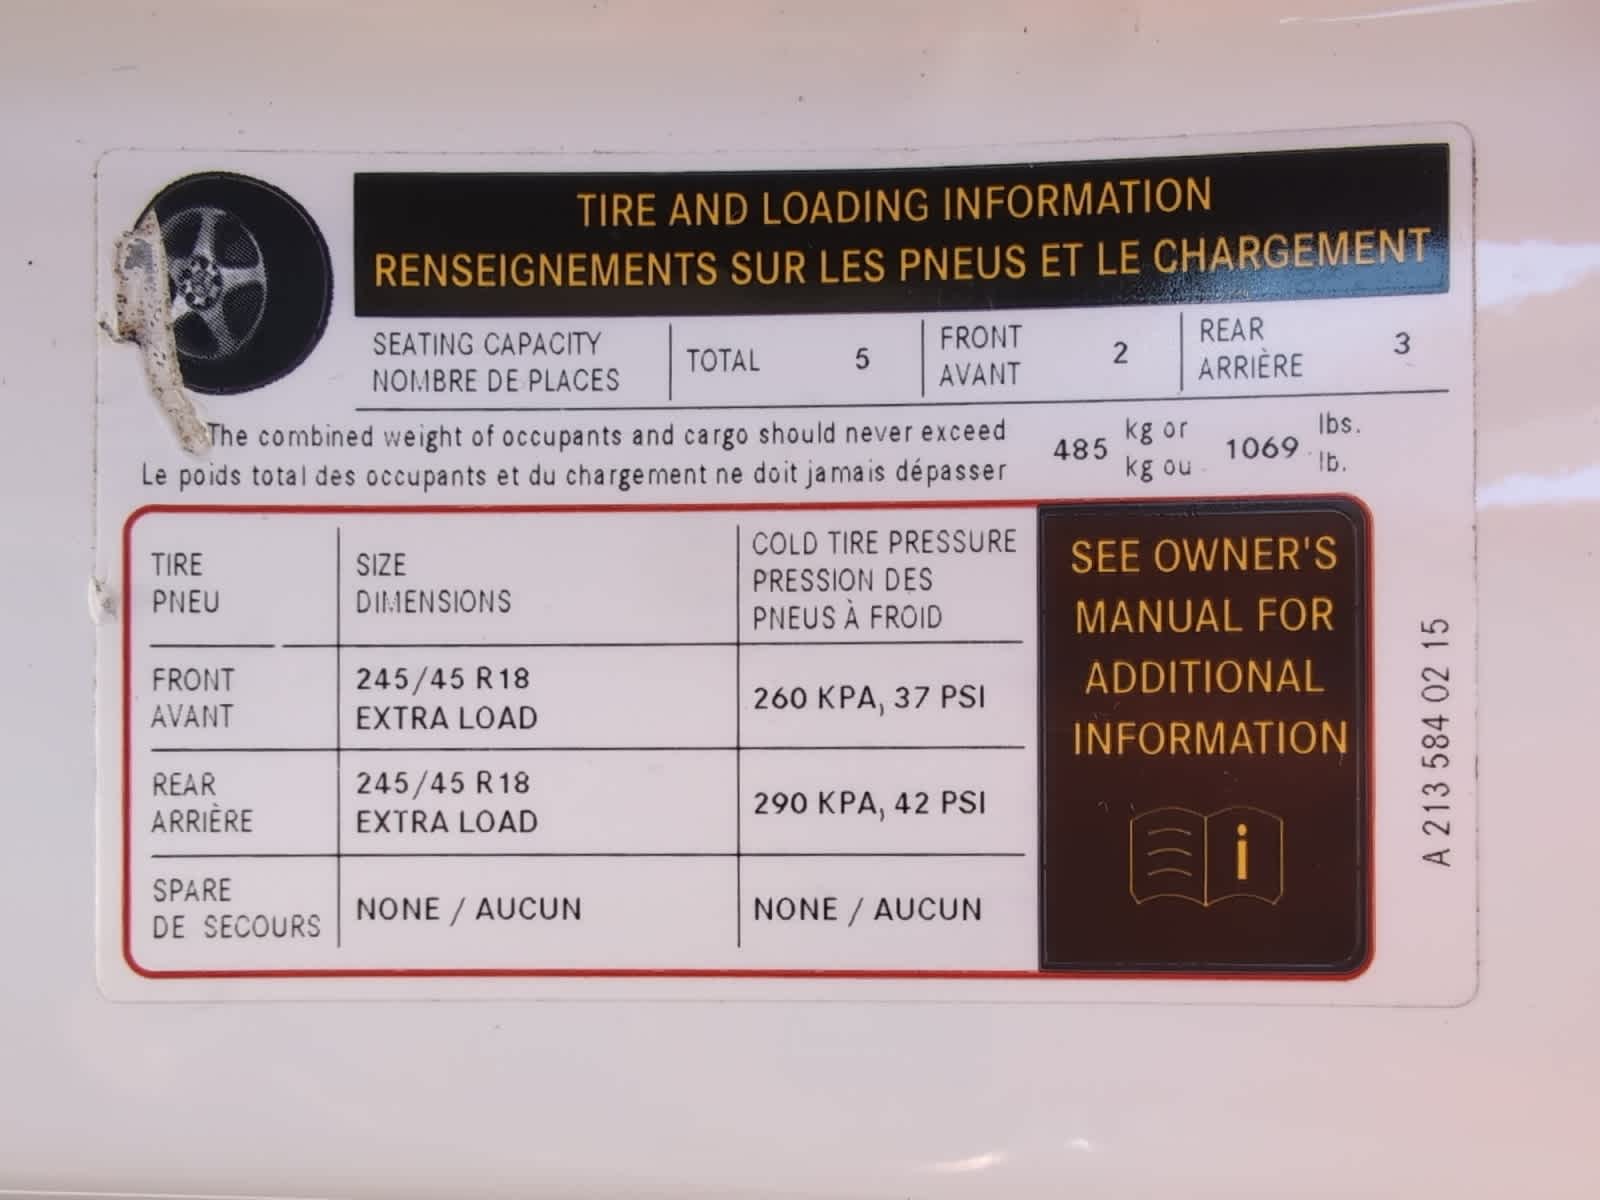 TIRE AND LOADING INFORMATION
RENSEIGNEMENTS SUR LES PNEUS ET LE CHARGEMENT
SEATING CAPACITY
NOMBRE DE PLACES
TOTAL 5
FRONT
AVANT
2
REAR
ARRIÈRE
3
The combined weight of occupants and cargo should never exceed
Le poids total des occupants et du chargement ne doit jamais dépasser
485
kg or
kg ou
1069
lbs.
lb.
TIRE
PNEU
SIZE
DIMENSIONS
COLD TIRE PRESSURE
PRESSION DES
PNEUS À FROID
FRONT
AVANT
245/45 R18
EXTRA LOAD
260 KPA, 37 PSI
REAR
ARRIÈRE
245/45 R18
EXTRA LOAD
290 KPA, 42 PSI
SPARE
DE SECOURS
NONE / AUCUN
NONE / AUCUN
SEE OWNER'S
MANUAL FOR
ADDITIONAL
INFORMATION
i
A 213 584 02 15